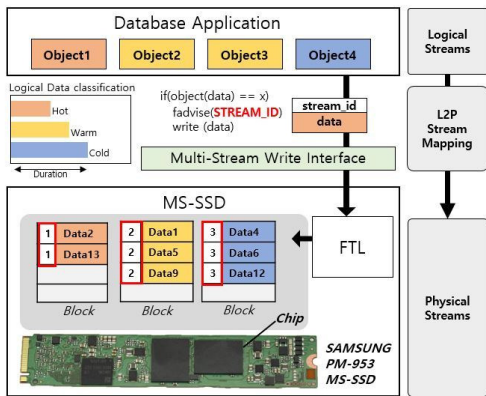 Database Application
Object1 Object2 Object3 Object4
Logical Streams
Logical Data classification
Hot
Warm
Cold
Duration
if(object(data) == x)
fadvise(STREAM_ID)
write (data)
stream_id
data
L2P Stream Mapping
Multi-Stream Write Interface
MS-SSD
1 Data2
1 Data13
Block
2 Data1
2 Data5
2 Data9
Block
3 Data4
3 Data6
3 Data12
Block
FTL
Physical Streams
Chip
SAMSUNG
PM-953
MS-SSD